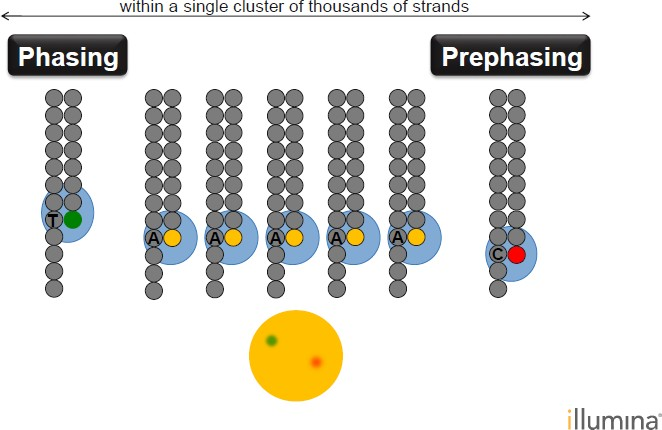 within a single cluster of thousands of strands
Phasing
Prephasing
T
A
A
A
A
A
C
illumina®